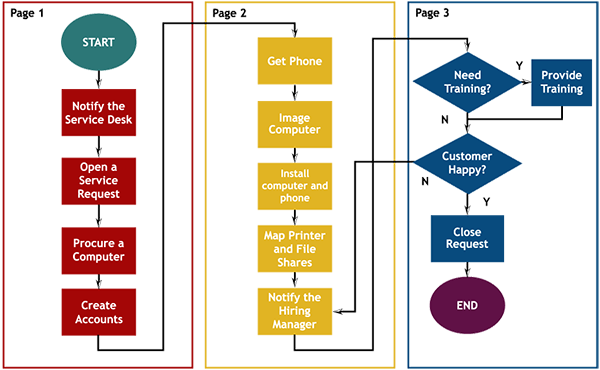 Page 1
START
Notify the
Service Desk
Open a
Service
Request
Procure a
Computer
Create
Accounts
Page 2
Get Phone
Image
Computer
Install
computer and
phone
Map Printer
and File
Shares
Notify the
Hiring
Manager
Page 3
Need
Training?
Y
Provide
Training
N
Customer
Happy?
N
Y
Close
Request
END